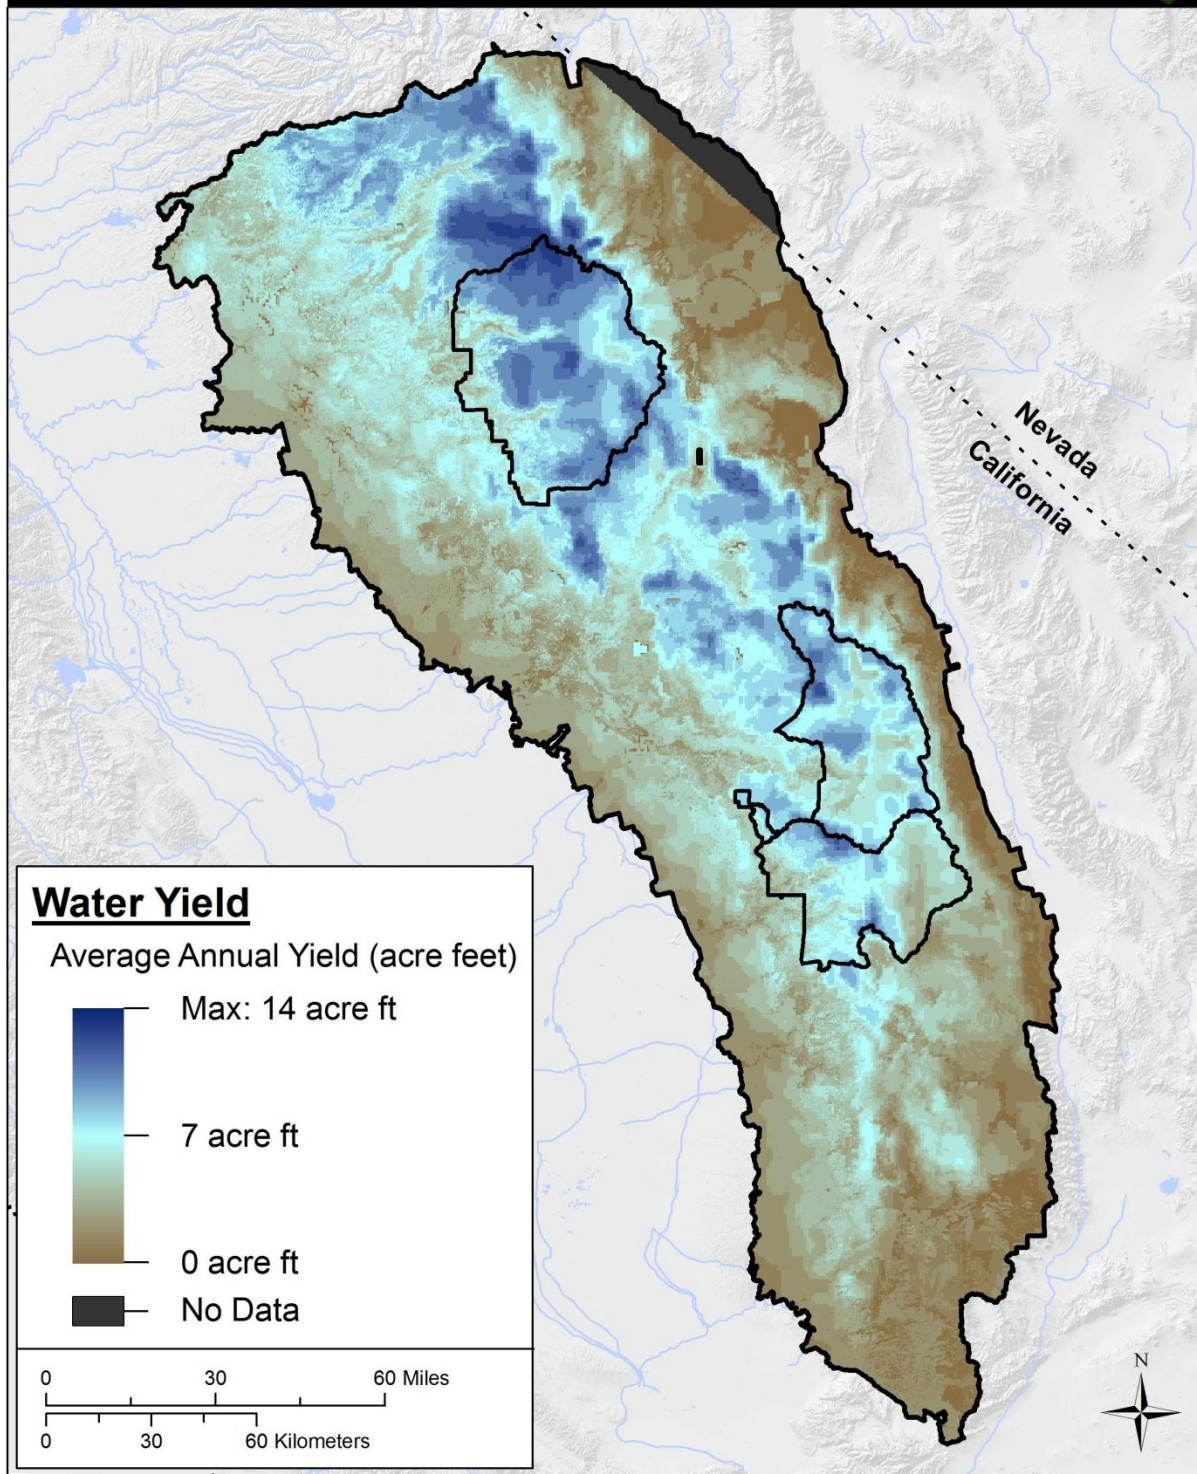 Nevada
California
Water Yield
Average Annual Yield (acre feet)
Max: 14 acre ft
7 acre ft
0 acre ft
No Data
0 30 60 Miles
0 30 60 Kilometers
N